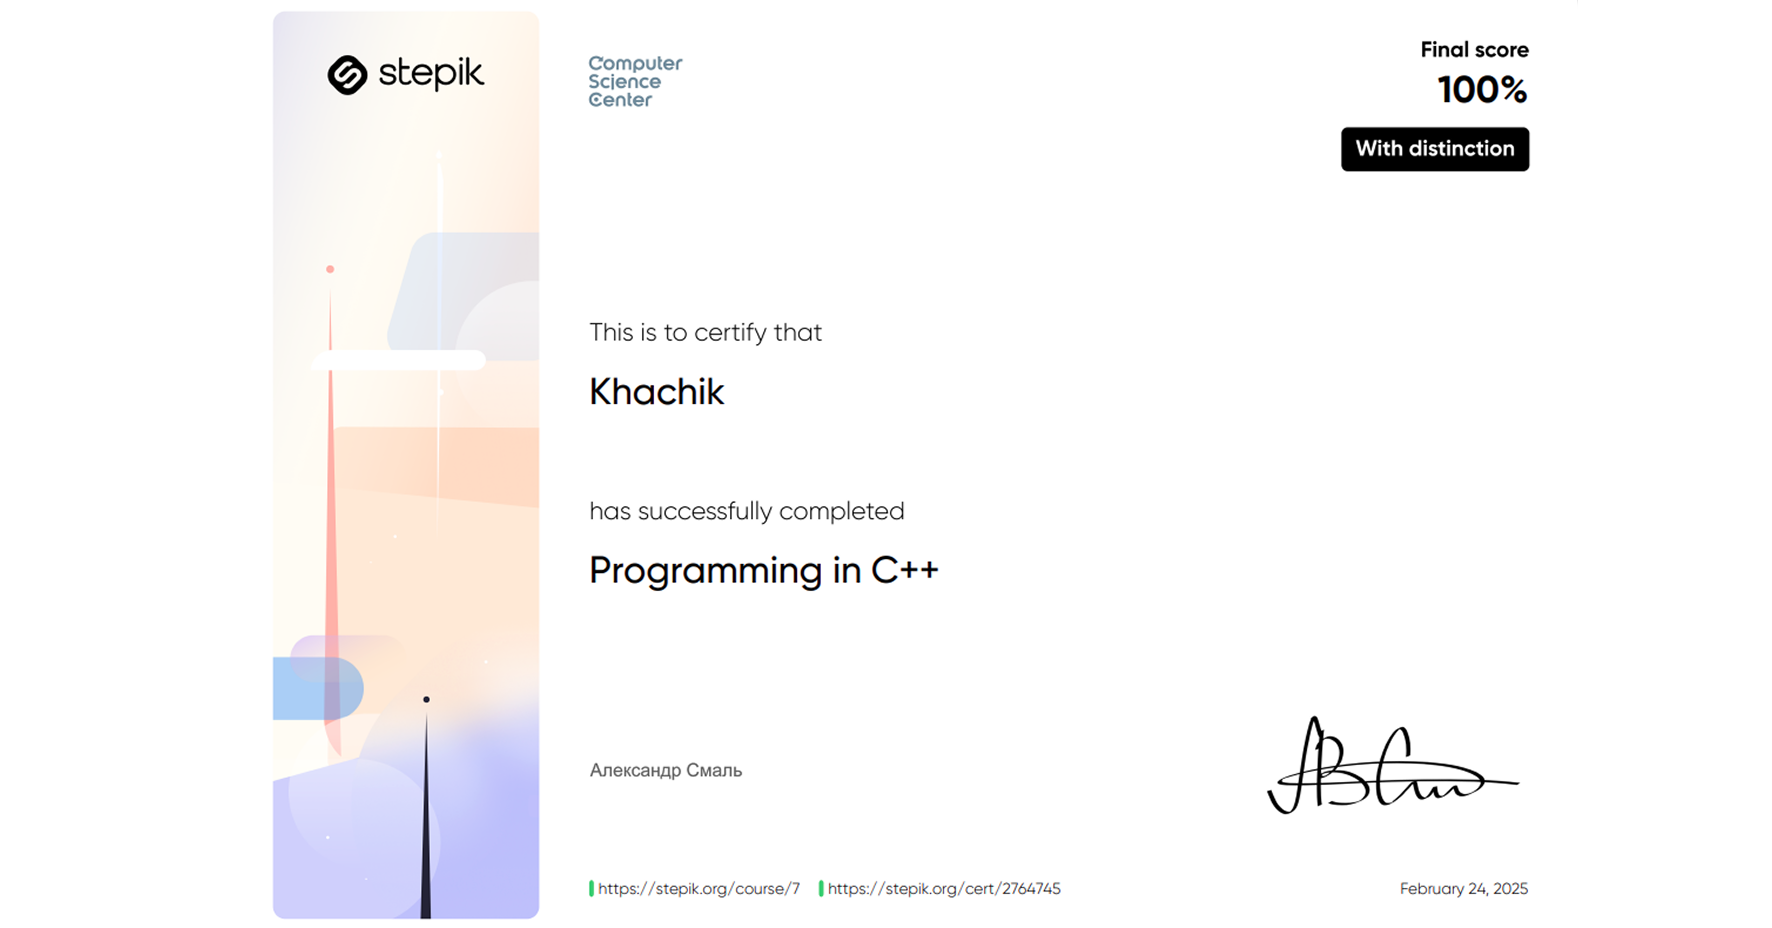 stepik
Computer
Science
Center
Final score
100%
With distinction
This is to certify that
Khachik
has successfully completed
Programming in C++
Александр Смаль
https://stepik.org/course/7
https://stepik.org/cert/2764745
February 24, 2025